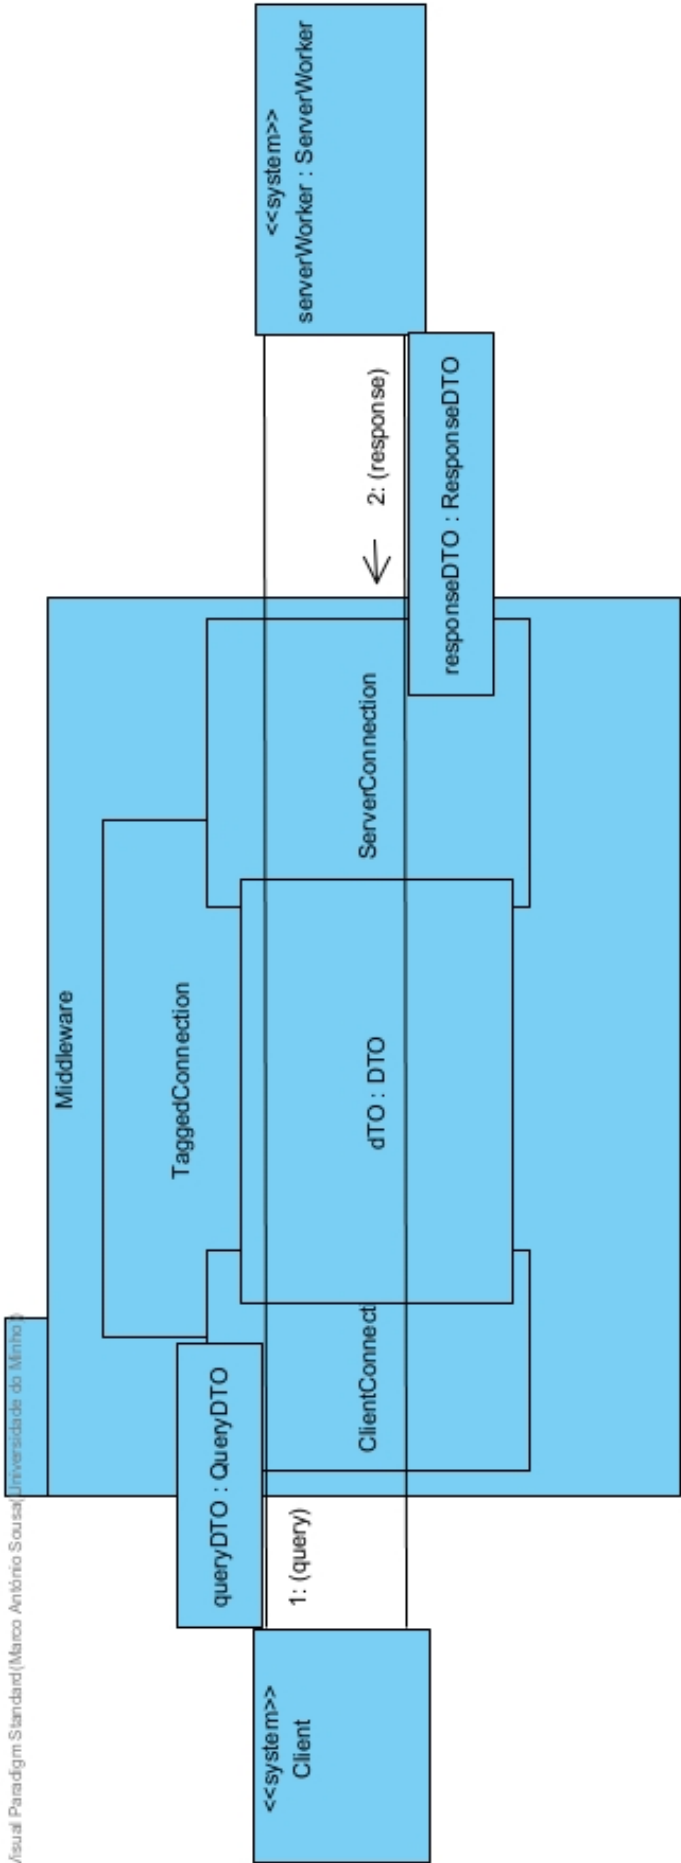 Visual Paradigm Standard(Marco António Sousa(Universidade do Minho))
Middleware
TaggedConnection
queryDTO : QueryDTO
<<system>>
Client
1: (query)
ClientConnect
dTO : DTO
ServerConnection
2: (response)
<<system>>
serverWorker : ServerWorker
responseDTO : ResponseDTO